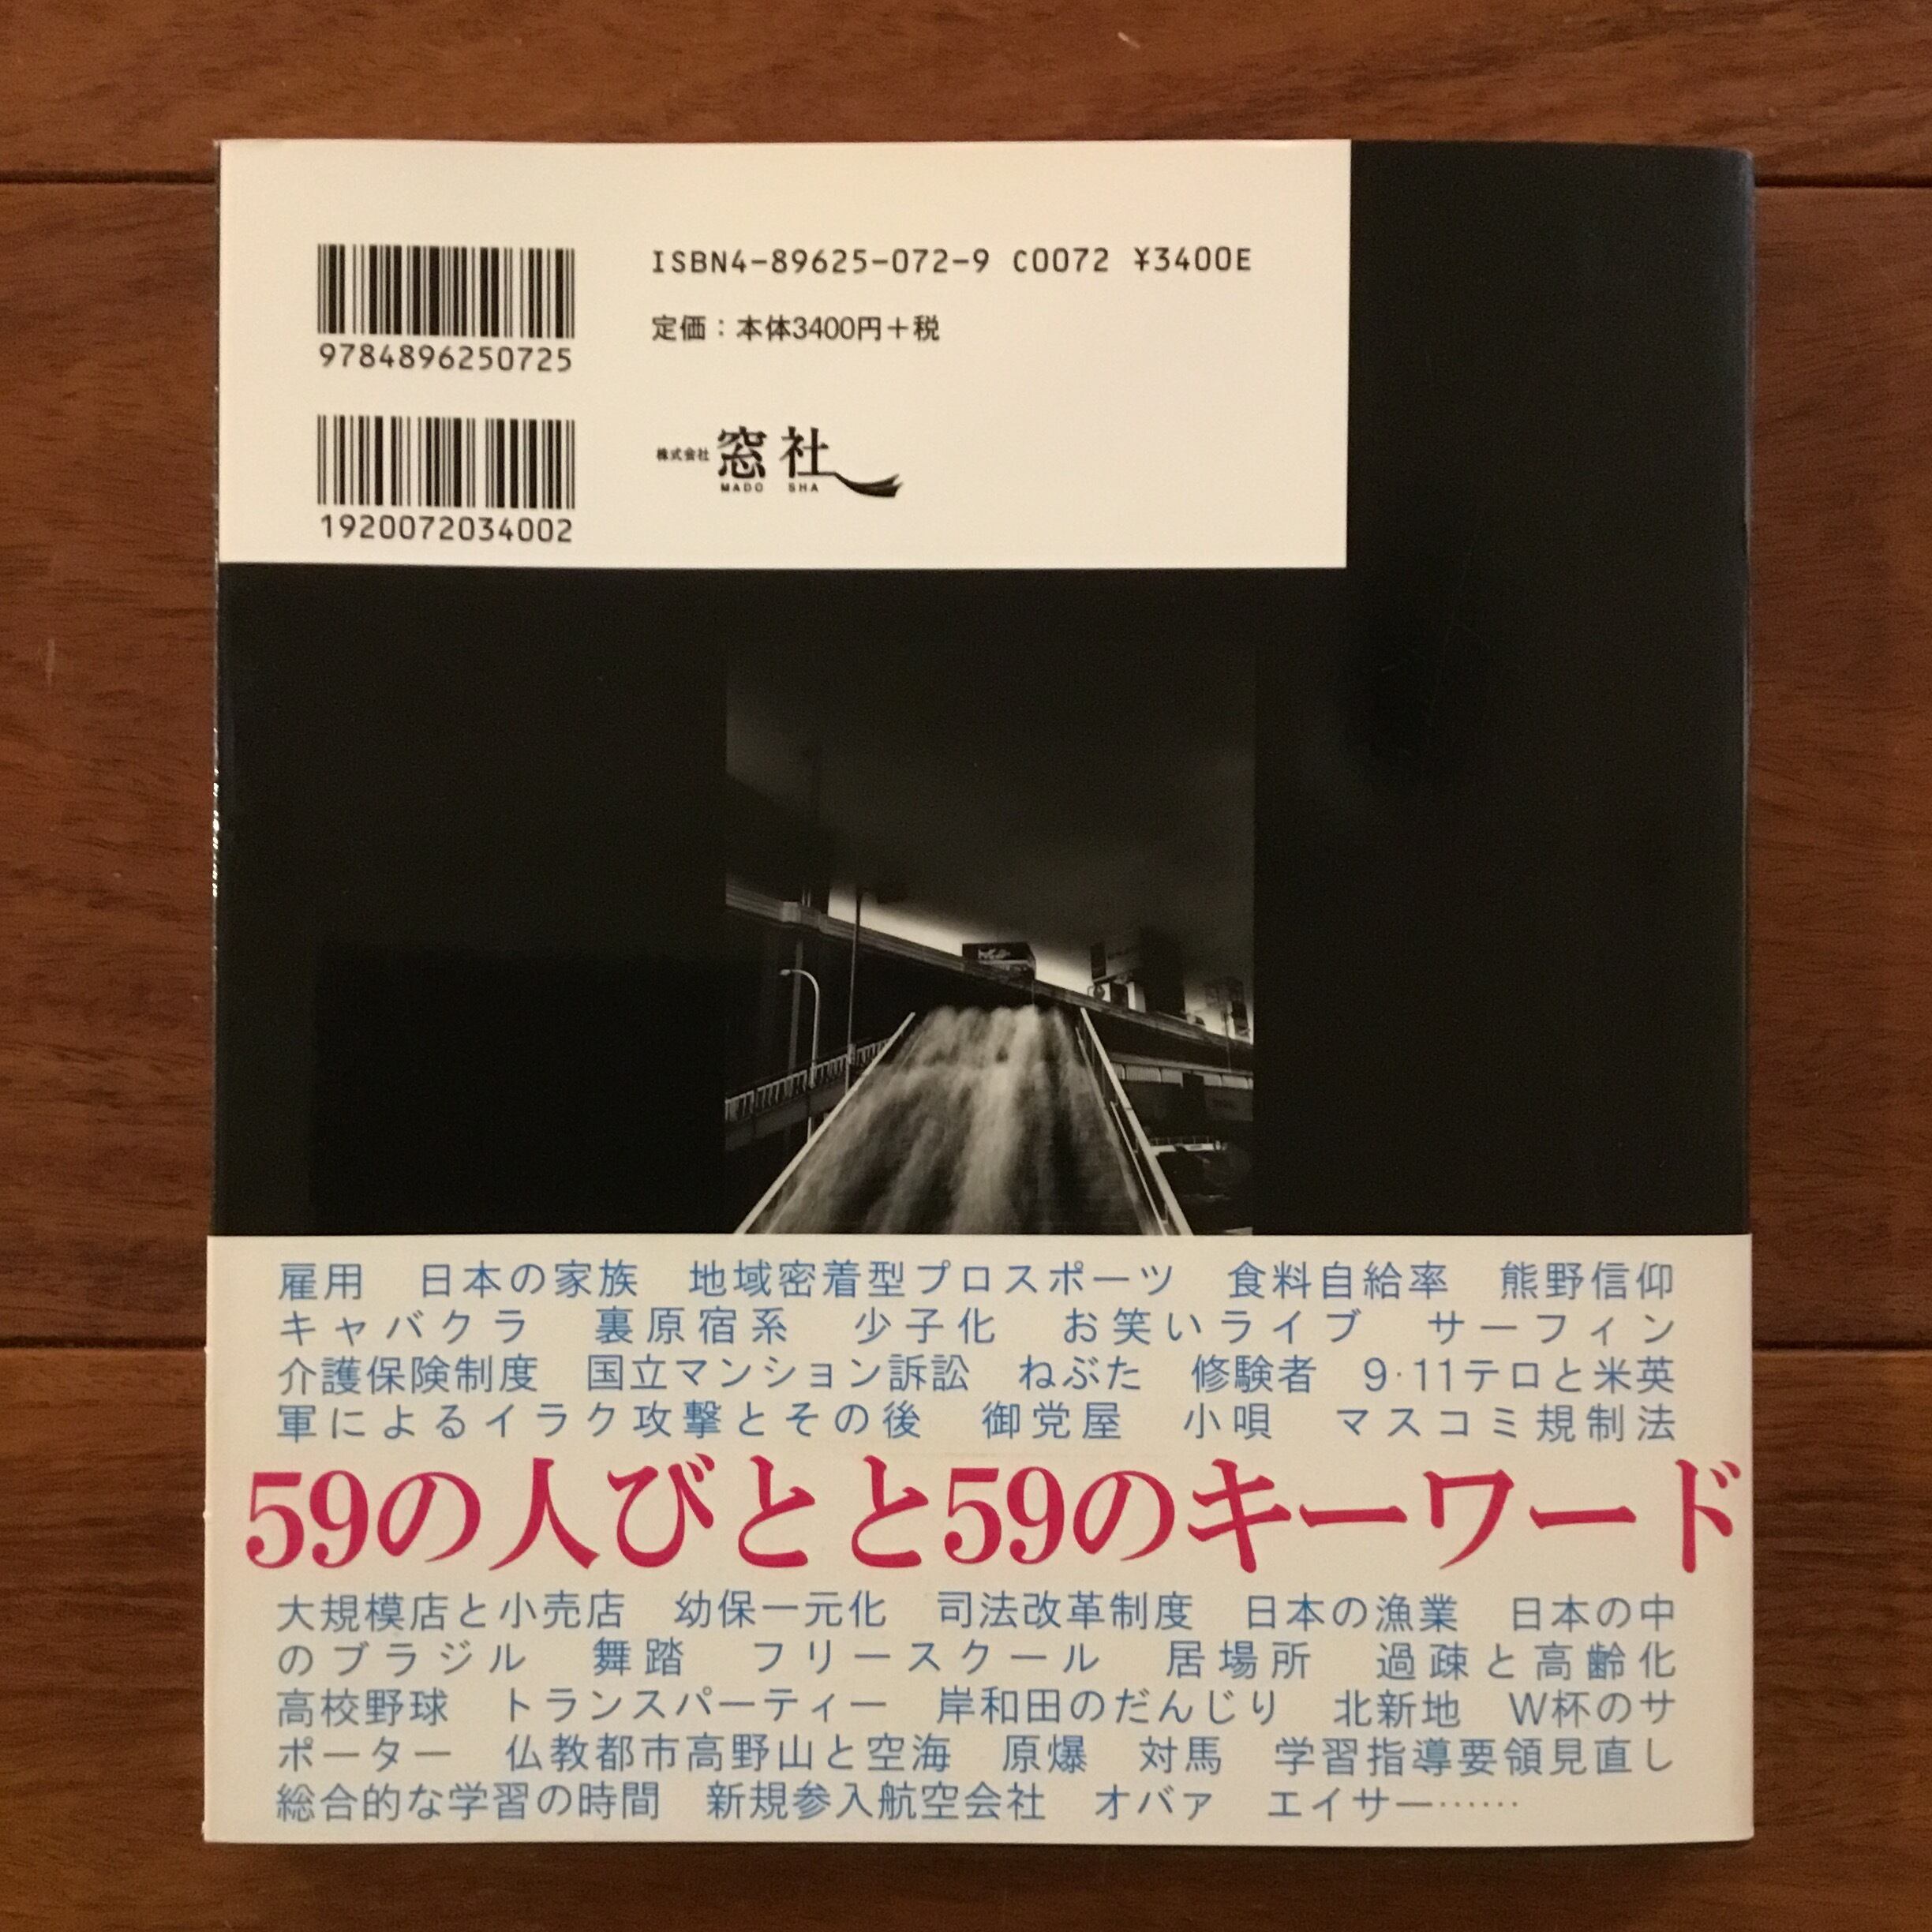 ISBN4-89625-072-9 C0072 ¥3400E
定価：本体3400円＋税
9784896250725
株式会社 窓社
MADO SHA
1920072034002
雇用　日本の家族　地域密着型プロスポーツ　食料自給率　熊野信仰
キャバクラ　裏原宿系　少子化　お笑いライブ　サーフィン
介護保険制度　国立マンション訴訟　ねぶた　修験者　9・11テロと米英
軍によるイラク攻撃とその後　御党屋　小唄　マスコミ規制法
59の人びとと59のキーワード
大規模店と小売店　幼保一元化　司法改革制度　日本の漁業　日本の中
のブラジル　舞踏　フリースクール　居場所　過疎と高齢化
高校野球　トランスパーティー　岸和田のだんじり　北新地　W杯のサ
ポーター　仏教都市高野山と空海　原爆　対馬　学習指導要領見直し
総合的な学習の時間　新規参入航空会社　オバァ　エイサー……